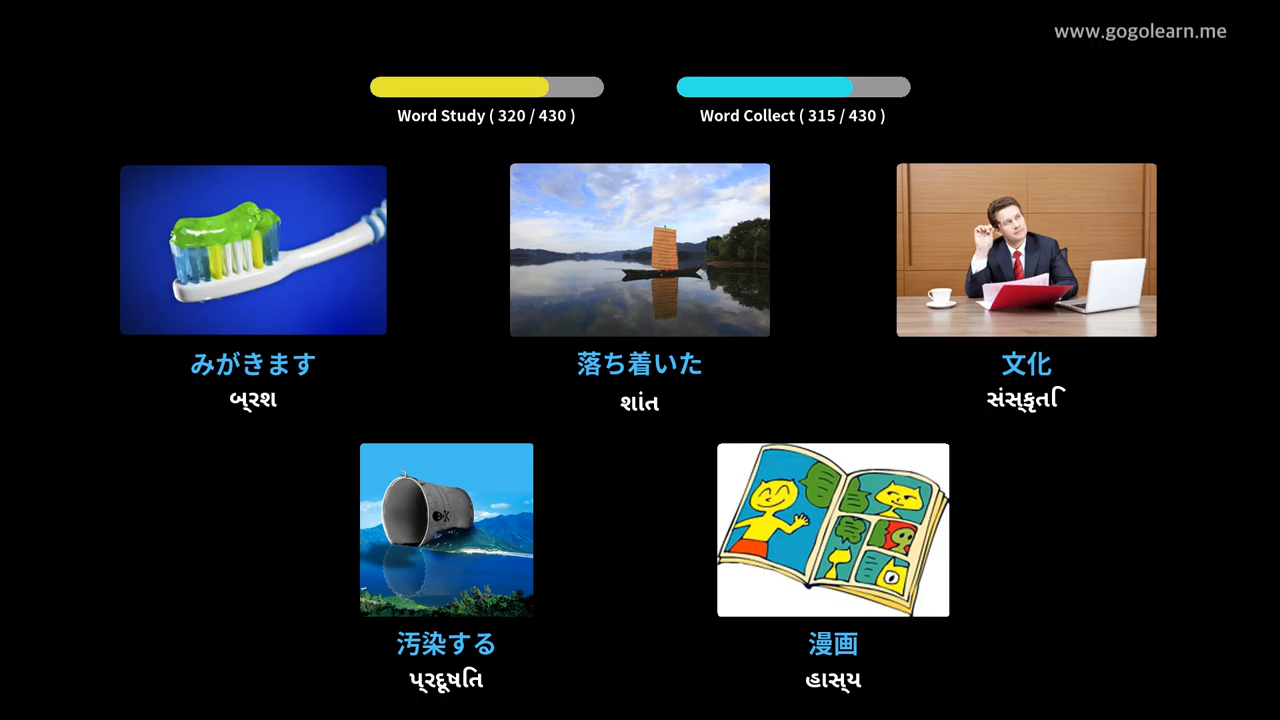 www.gogolearn.me
Word Study ( 320 / 430 )
Word Collect ( 315 / 430 )
みがきます
બ્રશ
落ち着いた
શાંત
文化
સંસ્કૃતિ
汚染する
પ્રદૂષતિ
漫画
હાસ્ય